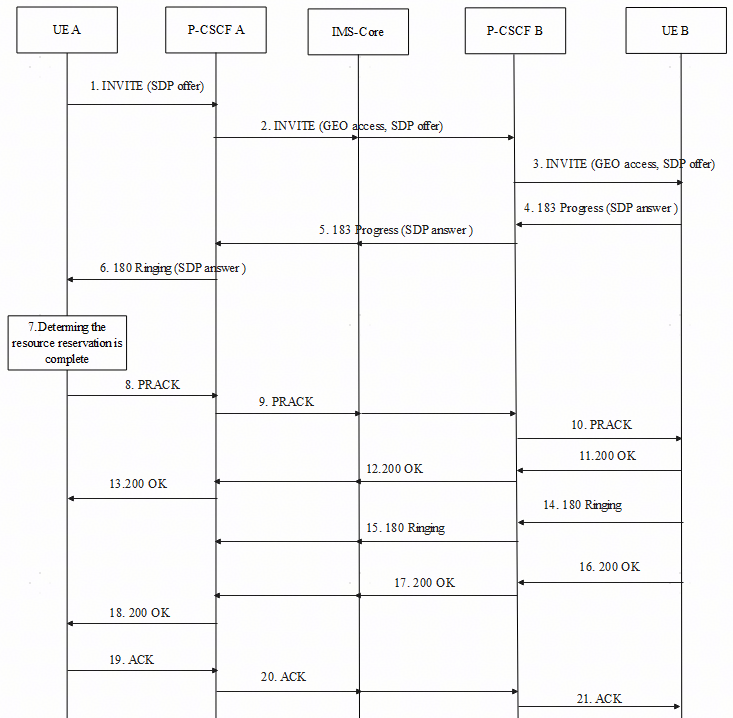 UE A
P-CSCF A
IMS-Core
P-CSCF B
UE B
1. INVITE (SDP offer)
2. INVITE (GEO access, SDP offer)
3. INVITE (GEO access, SDP offer)
4. 183 Progress (SDP answer )
5. 183 Progress (SDP answer )
6. 180 Ringing (SDP answer )
7.Determing the
resource reservation is
complete
8. PRACK
9. PRACK
10. PRACK
11.200 OK
12.200 OK
13.200 OK
14. 180 Ringing
15. 180 Ringing
16. 200 OK
17. 200 OK
18. 200 OK
19. ACK
20. ACK
21. ACK